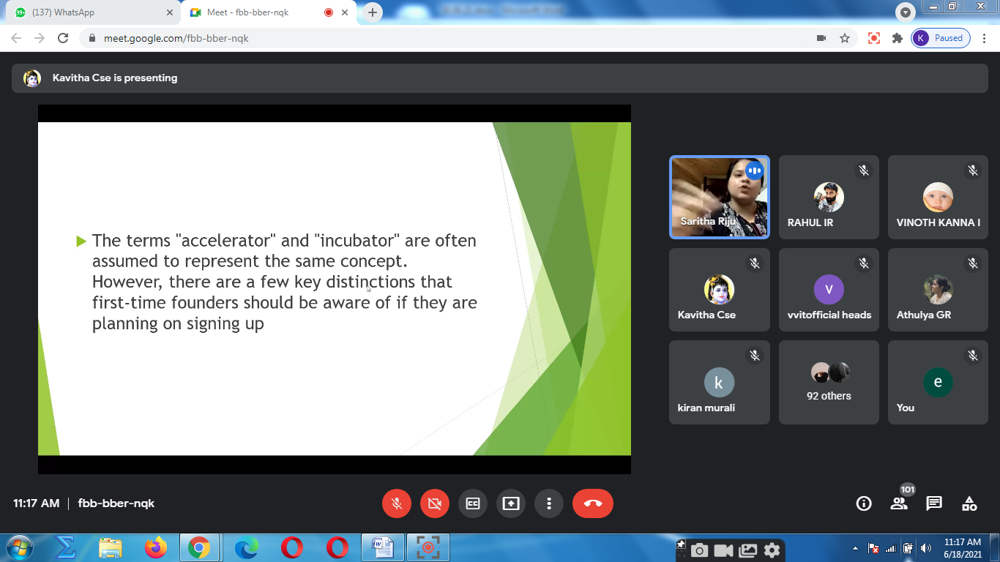 (137) WhatsApp
Meet - fbb-bber-nqk
meet.google.com/fbb-bber-nqk
K Paused
Kavitha Cse is presenting
The terms "accelerator" and "incubator" are often
assumed to represent the same concept.
However, there are a few key distinctions that
first-time founders should be aware of if they are
planning on signing up
Saritha Riju
RAHUL IR
VINOTH KANNA I
Kavitha Cse
v
vvitofficial heads
Athulya GR
k
kiran murali
92 others
e
You
11:17 AM | fbb-bber-nqk
101
11:17 AM
6/18/2021